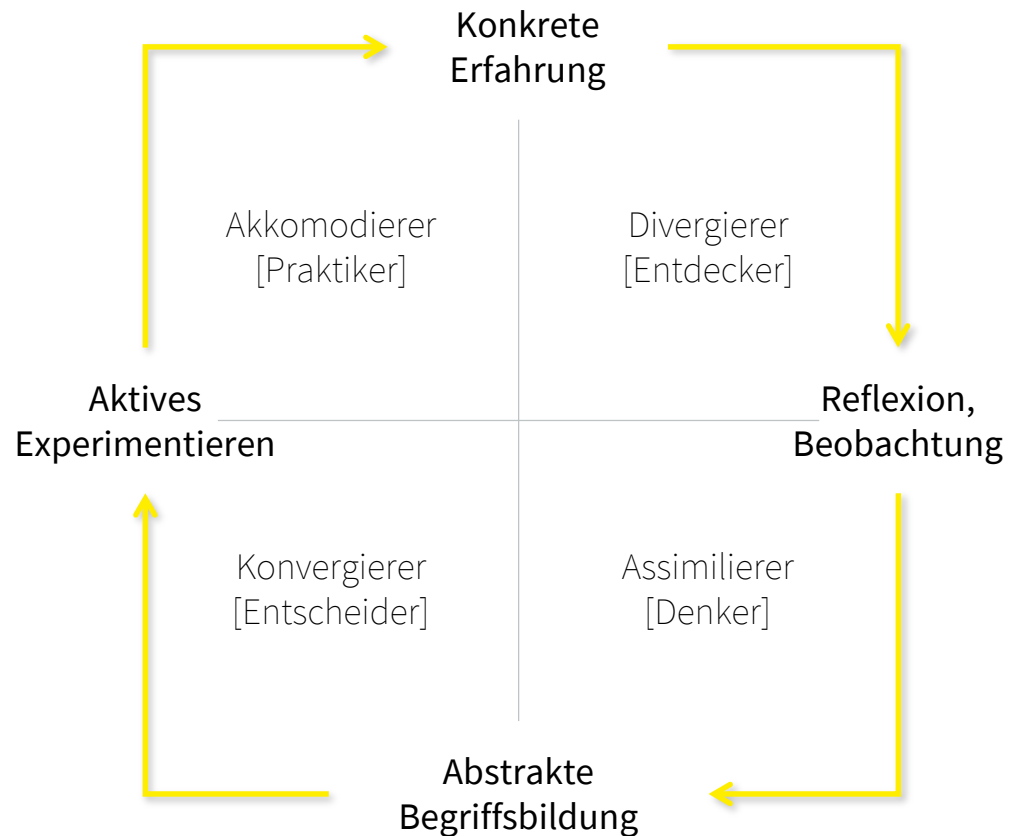 Konkrete
Erfahrung
Akkomodierer
[Praktiker]
Divergierer
[Entdecker]
Aktives
Experimentieren
Reflexion,
Beobachtung
Konvergierer
[Entscheider]
Assimilierer
[Denker]
Abstrakte
Begriffsbildung